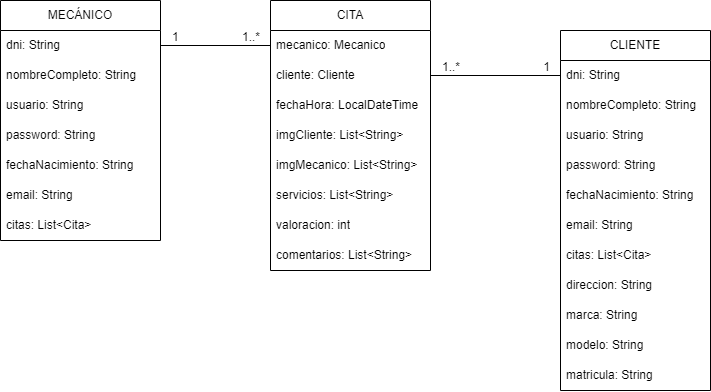 MECÁNICO
dni: String
nombreCompleto: String
usuario: String
password: String
fechaNacimiento: String
email: String
citas: List<Cita>
1
1..*
CITA
mecanico: Mecanico
cliente: Cliente
fechaHora: LocalDateTime
imgCliente: List<String>
imgMecanico: List<String>
servicios: List<String>
valoracion: int
comentarios: List<String>
1..*
1
CLIENTE
dni: String
nombreCompleto: String
usuario: String
password: String
fechaNacimiento: String
email: String
citas: List<Cita>
direccion: String
marca: String
modelo: String
matricula: String